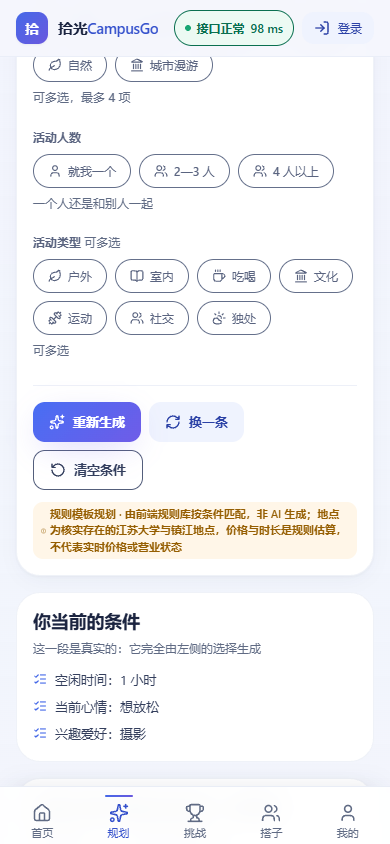 拾 拾光CampusGo 接口正常 98 ms 登录
自然 城市漫游
可多选，最多 4 项
活动人数
就我一个 2—3 人 4 人以上
一个人还是和别人一起
活动类型 可多选
户外 室内 吃喝 文化
运动 社交 独处
可多选
重新生成 换一条
清空条件
规则模板规划 · 由前端规则库按条件匹配，非 AI 生成；地点
为核实存在的江苏大学与镇江地点，价格与时长是规则估算，
不代表实时价格或营业状态
你当前的条件
这一段是真实的：它完全由左侧的选择生成
空闲时间：1 小时
当前心情：想放松
兴趣爱好：摄影
首页 规划 挑战 搭子 我的